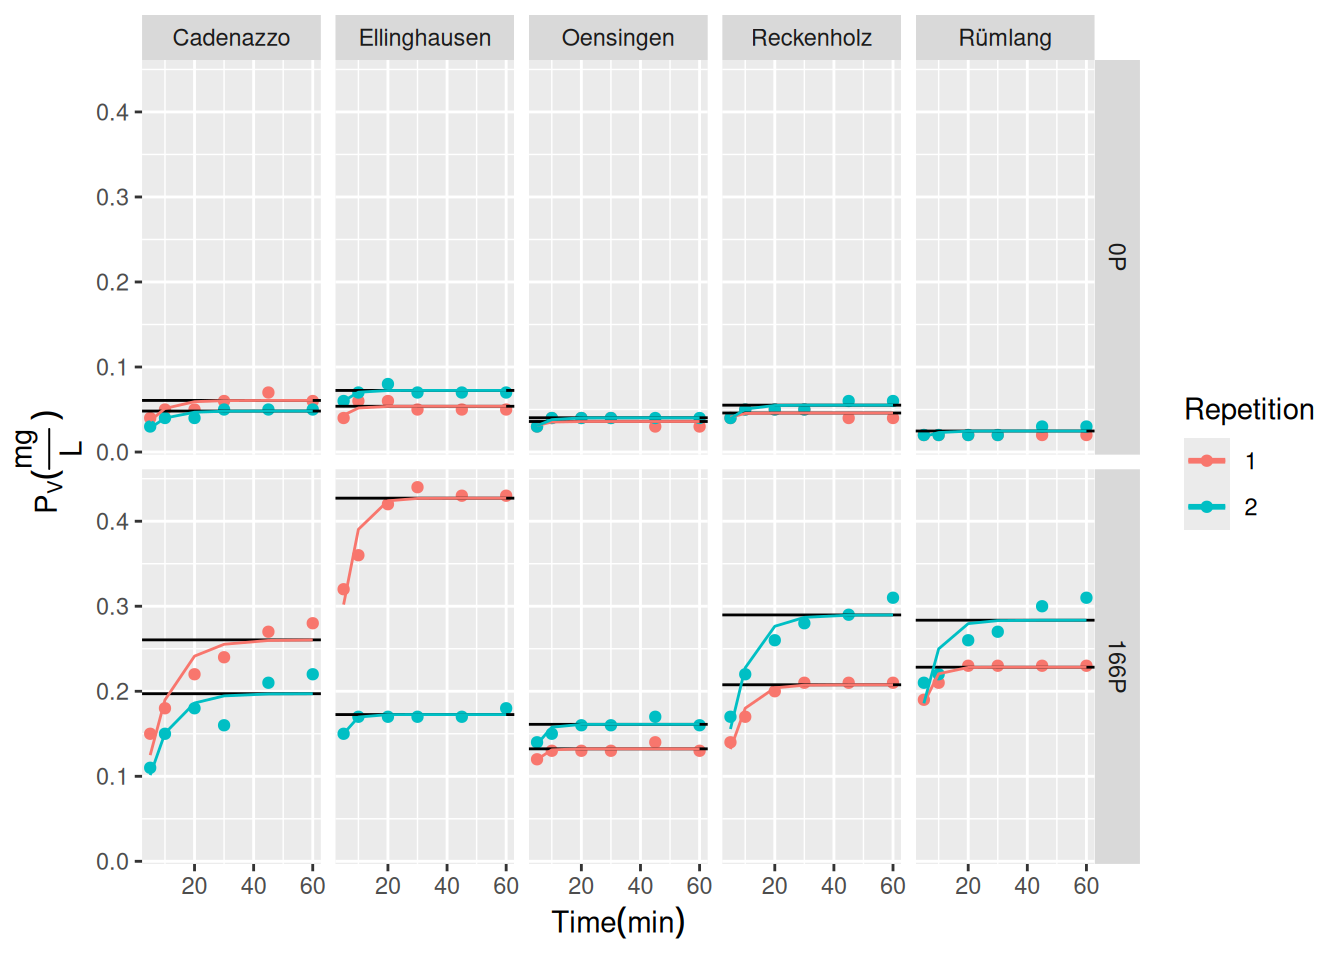 Cadenazzo Ellinghausen Oensingen Reckenholz Rümlang
0.4
0.3
0.2
0.1
0.0
0P
0.4
0.3
0.2
0.1
0.0
166P
20 40 60 20 40 60 20 40 60 20 40 60 20 40 60
Time(min)
Pv(mg/L)
Repetition
1
2